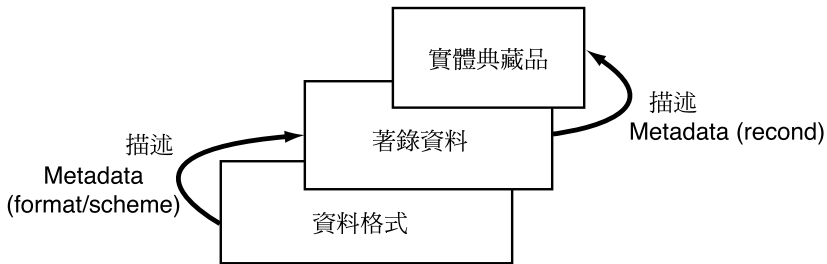 實體典藏品
描述
Metadata (recond)
著錄資料
描述
Metadata
(format/scheme)
資料格式